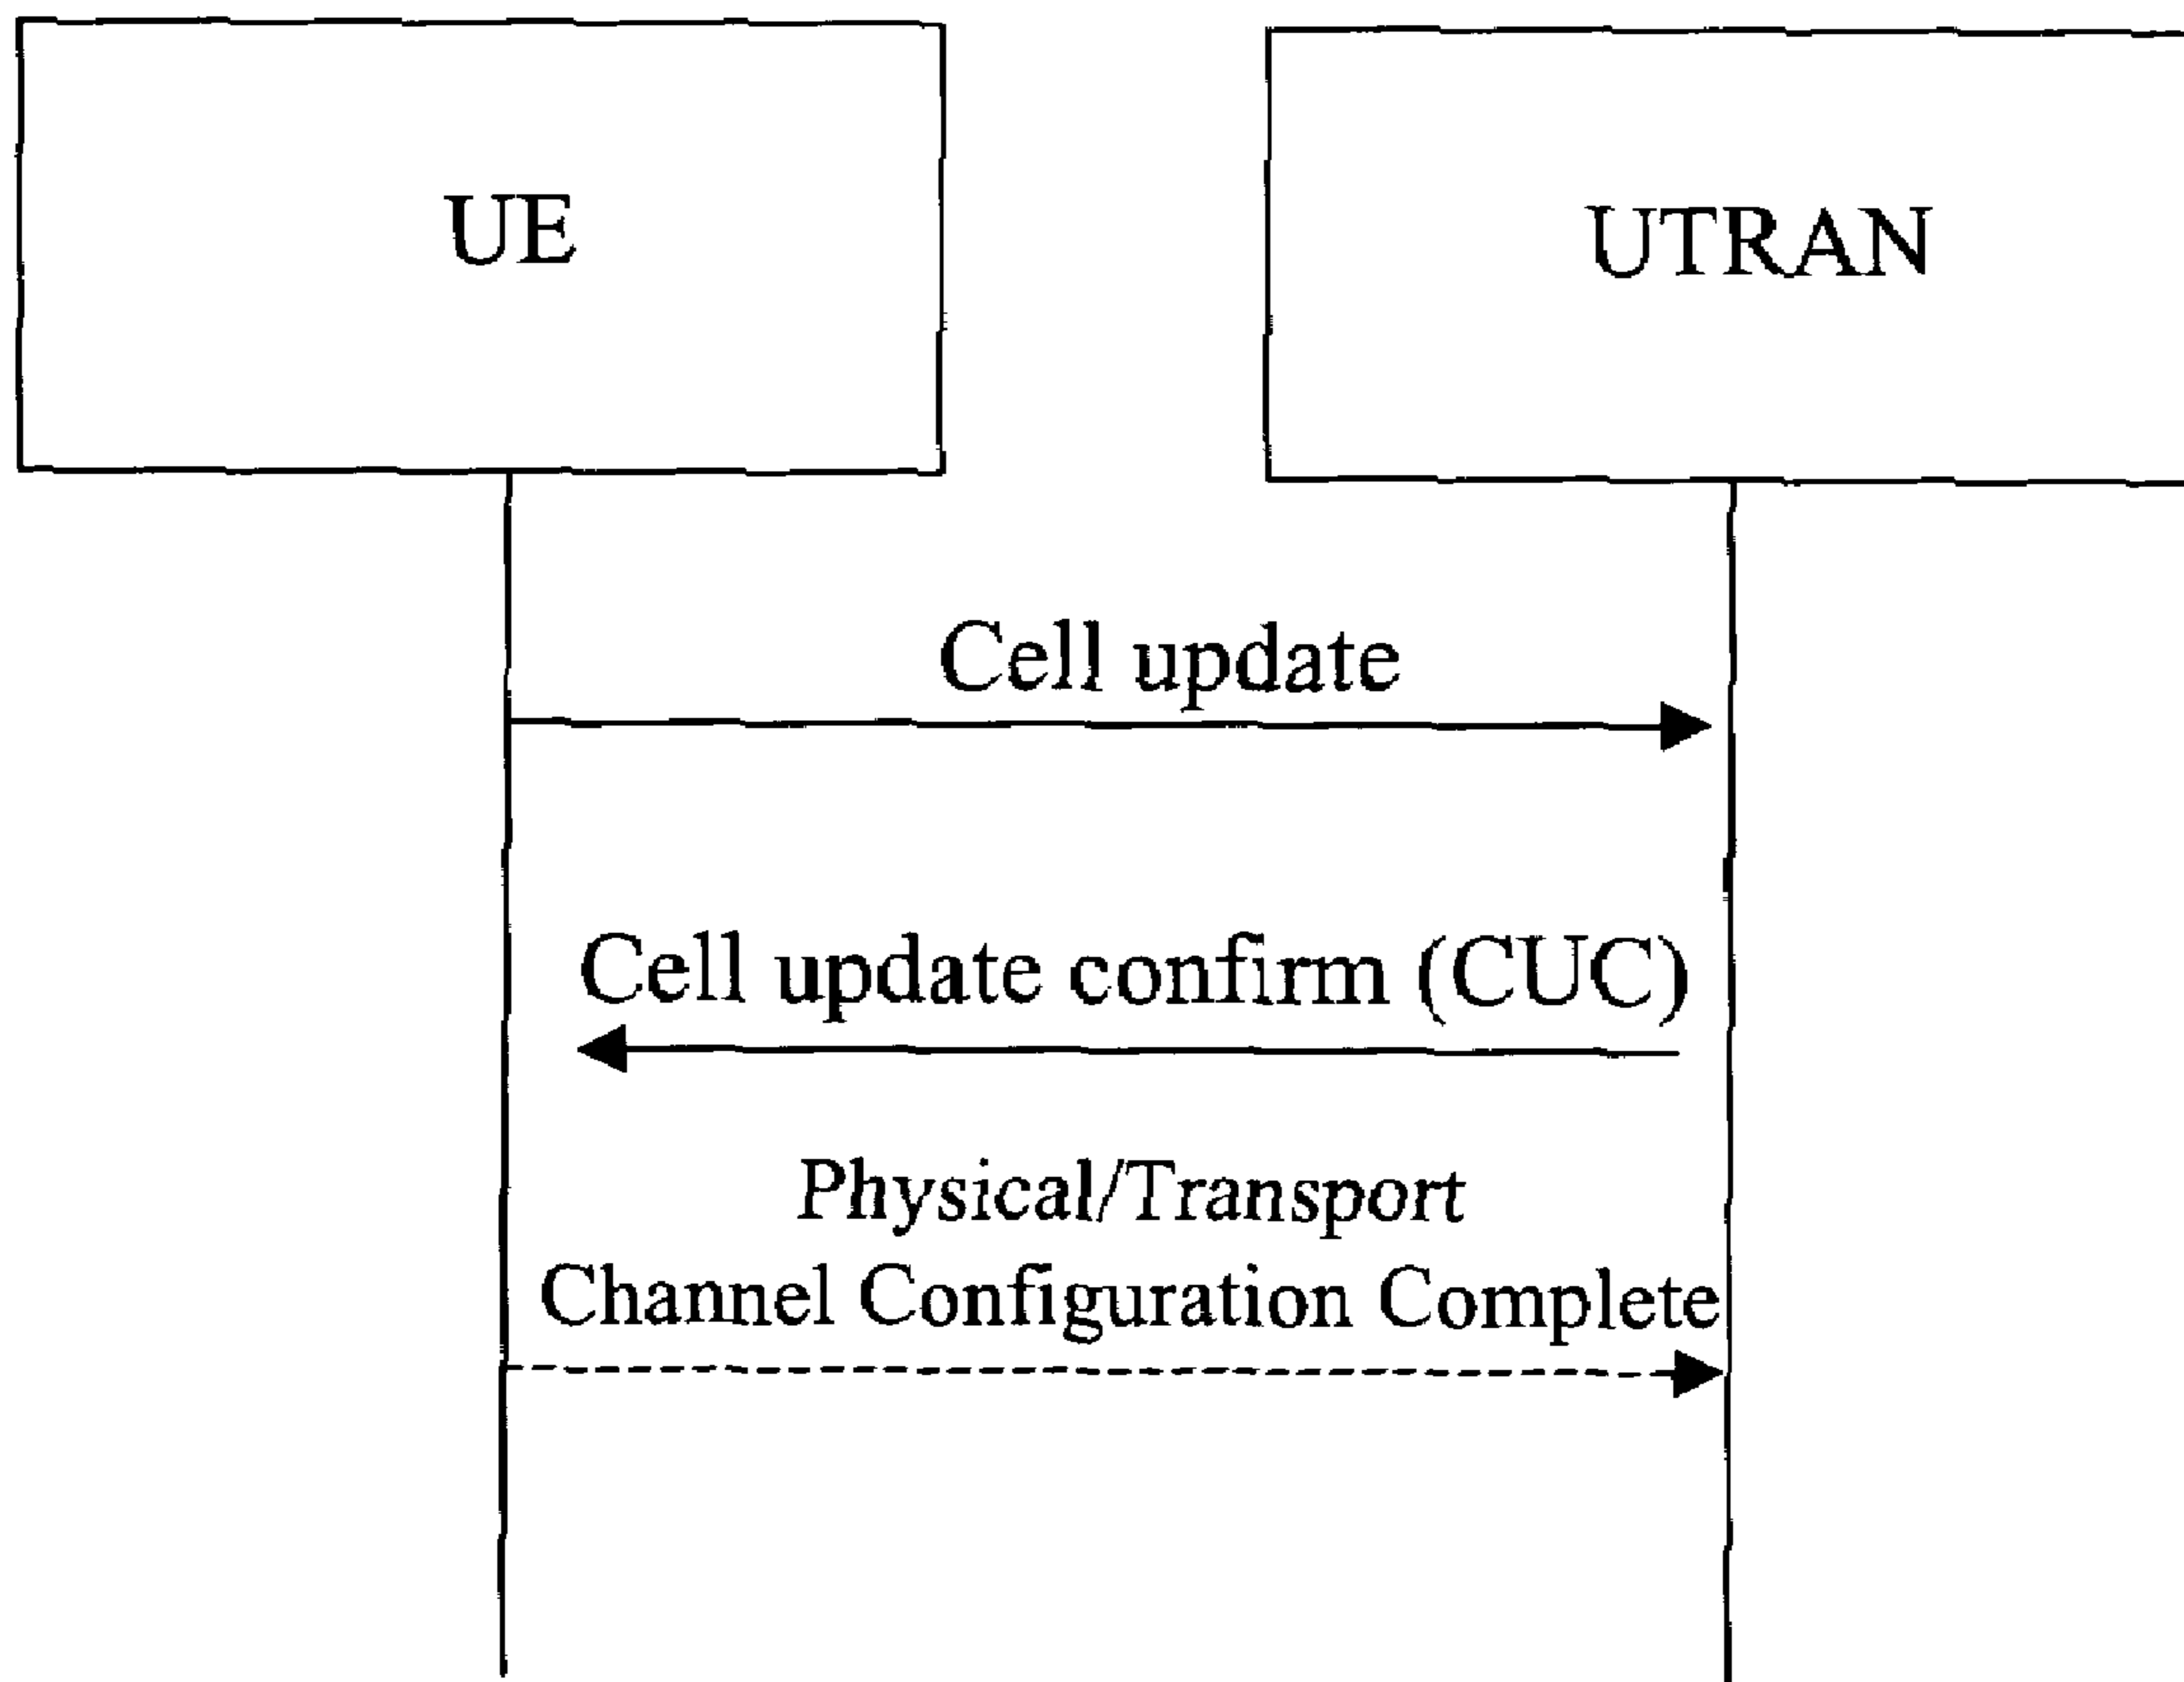 UE
UTRAN
Cell update
Cell update confirm (CUC)
Physical/Transport
Channel Configuration Complete